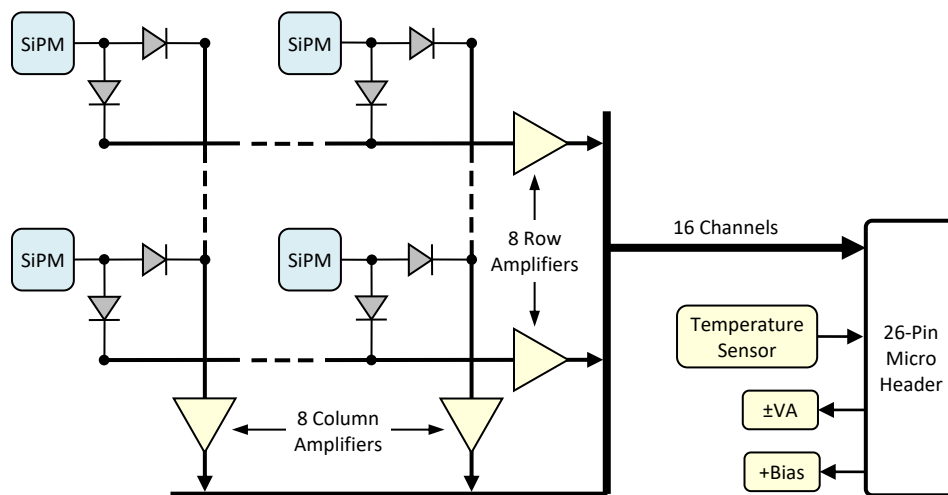 SiPM
SiPM
8 Row
Amplifiers
16 Channels
SiPM
SiPM
Temperature
Sensor
26-Pin
Micro
Header
±VA
8 Column
Amplifiers
+Bias